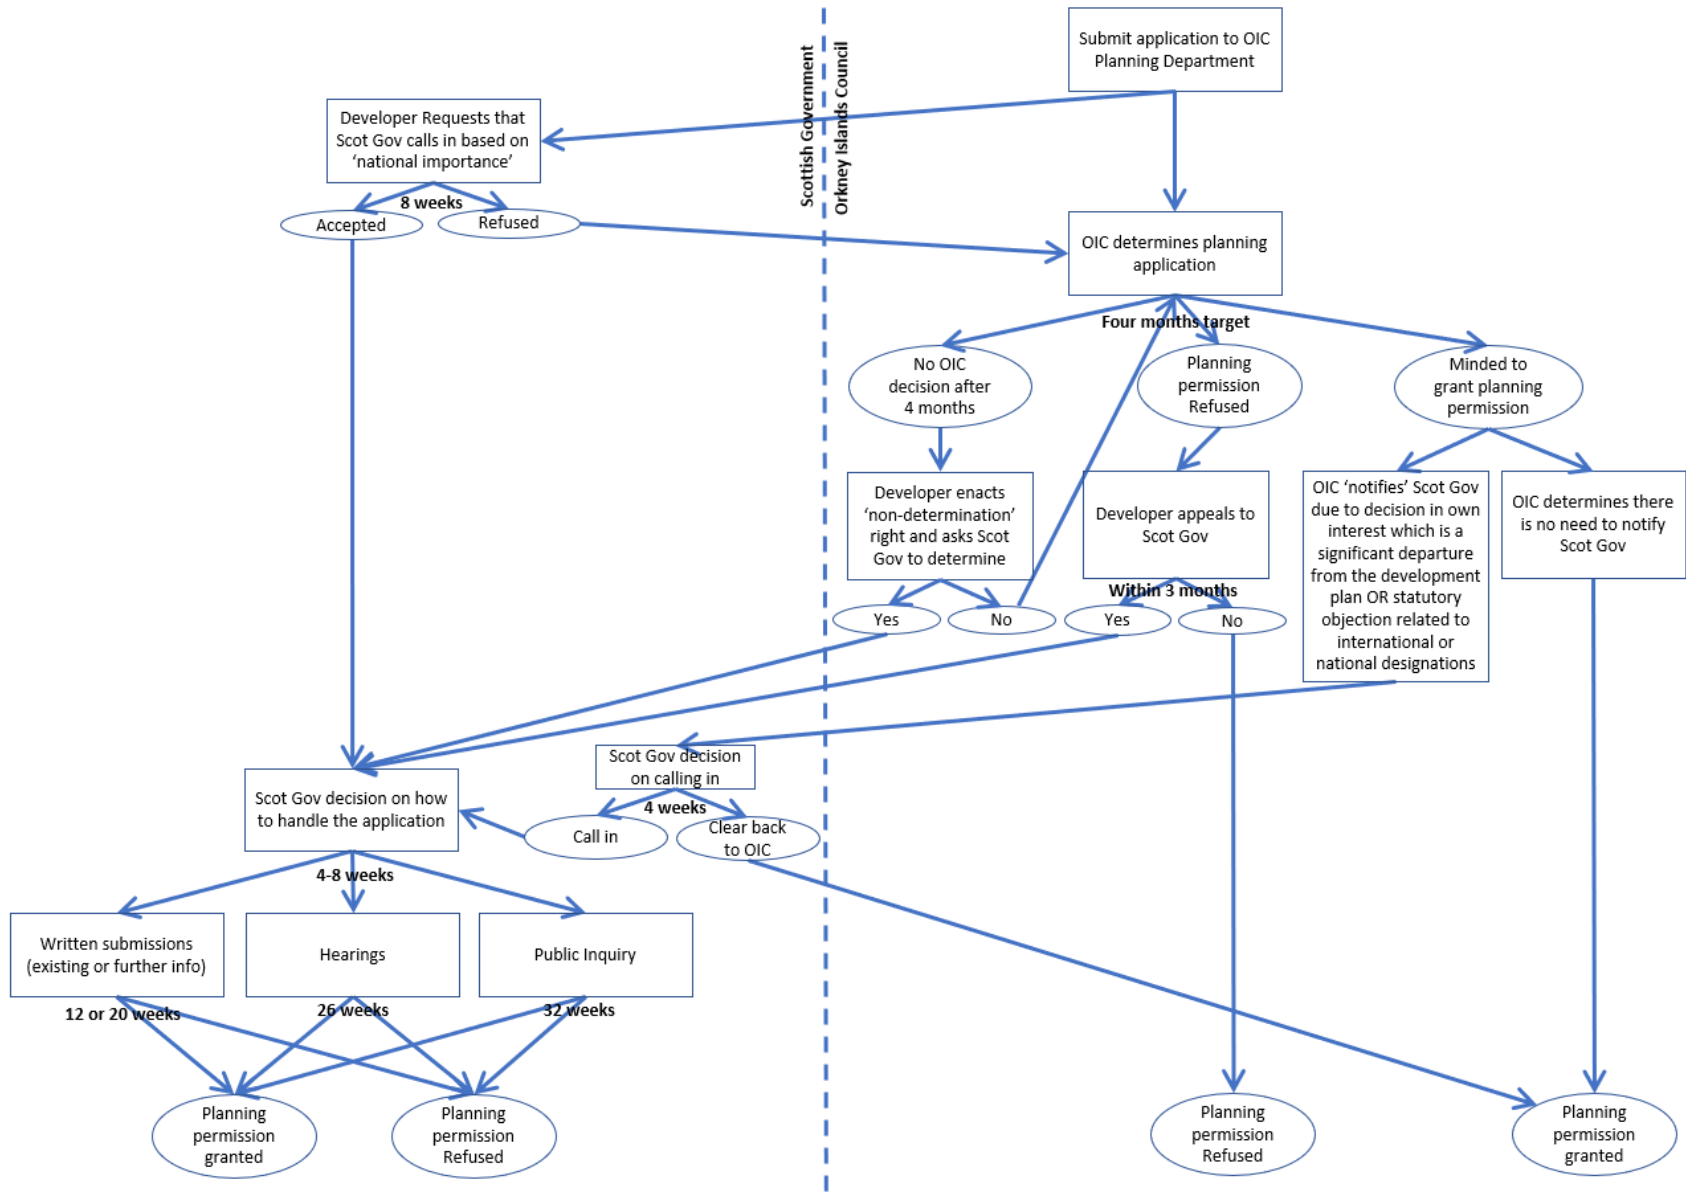 Submit application to OIC
Planning Department
Scottish Government
Orkney Islands Council
Developer Requests that
Scot Gov calls in based on
‘national importance’
8 weeks
Accepted
Refused
OIC determines planning
application
Four months target
No OIC
decision after
4 months
Planning
permission
Refused
Minded to
grant planning
permission
Developer enacts
‘non-determination’
right and asks Scot
Gov to determine
Developer appeals to
Scot Gov
OIC ‘notifies’ Scot Gov
due to decision in own
interest which is a
significant departure
from the development
plan OR statutory
objection related to
international or
national designations
OIC determines there
is no need to notify
Scot Gov
Within 3 months
Yes
No
Yes
No
Scot Gov decision
on calling in
4 weeks
Call in
Clear back
to OIC
Scot Gov decision on how
to handle the application
4-8 weeks
Written submissions
(existing or further info)
Hearings
Public Inquiry
12 or 20 weeks
26 weeks
32 weeks
Planning
permission
granted
Planning
permission
Refused
Planning
permission
Refused
Planning
permission
granted